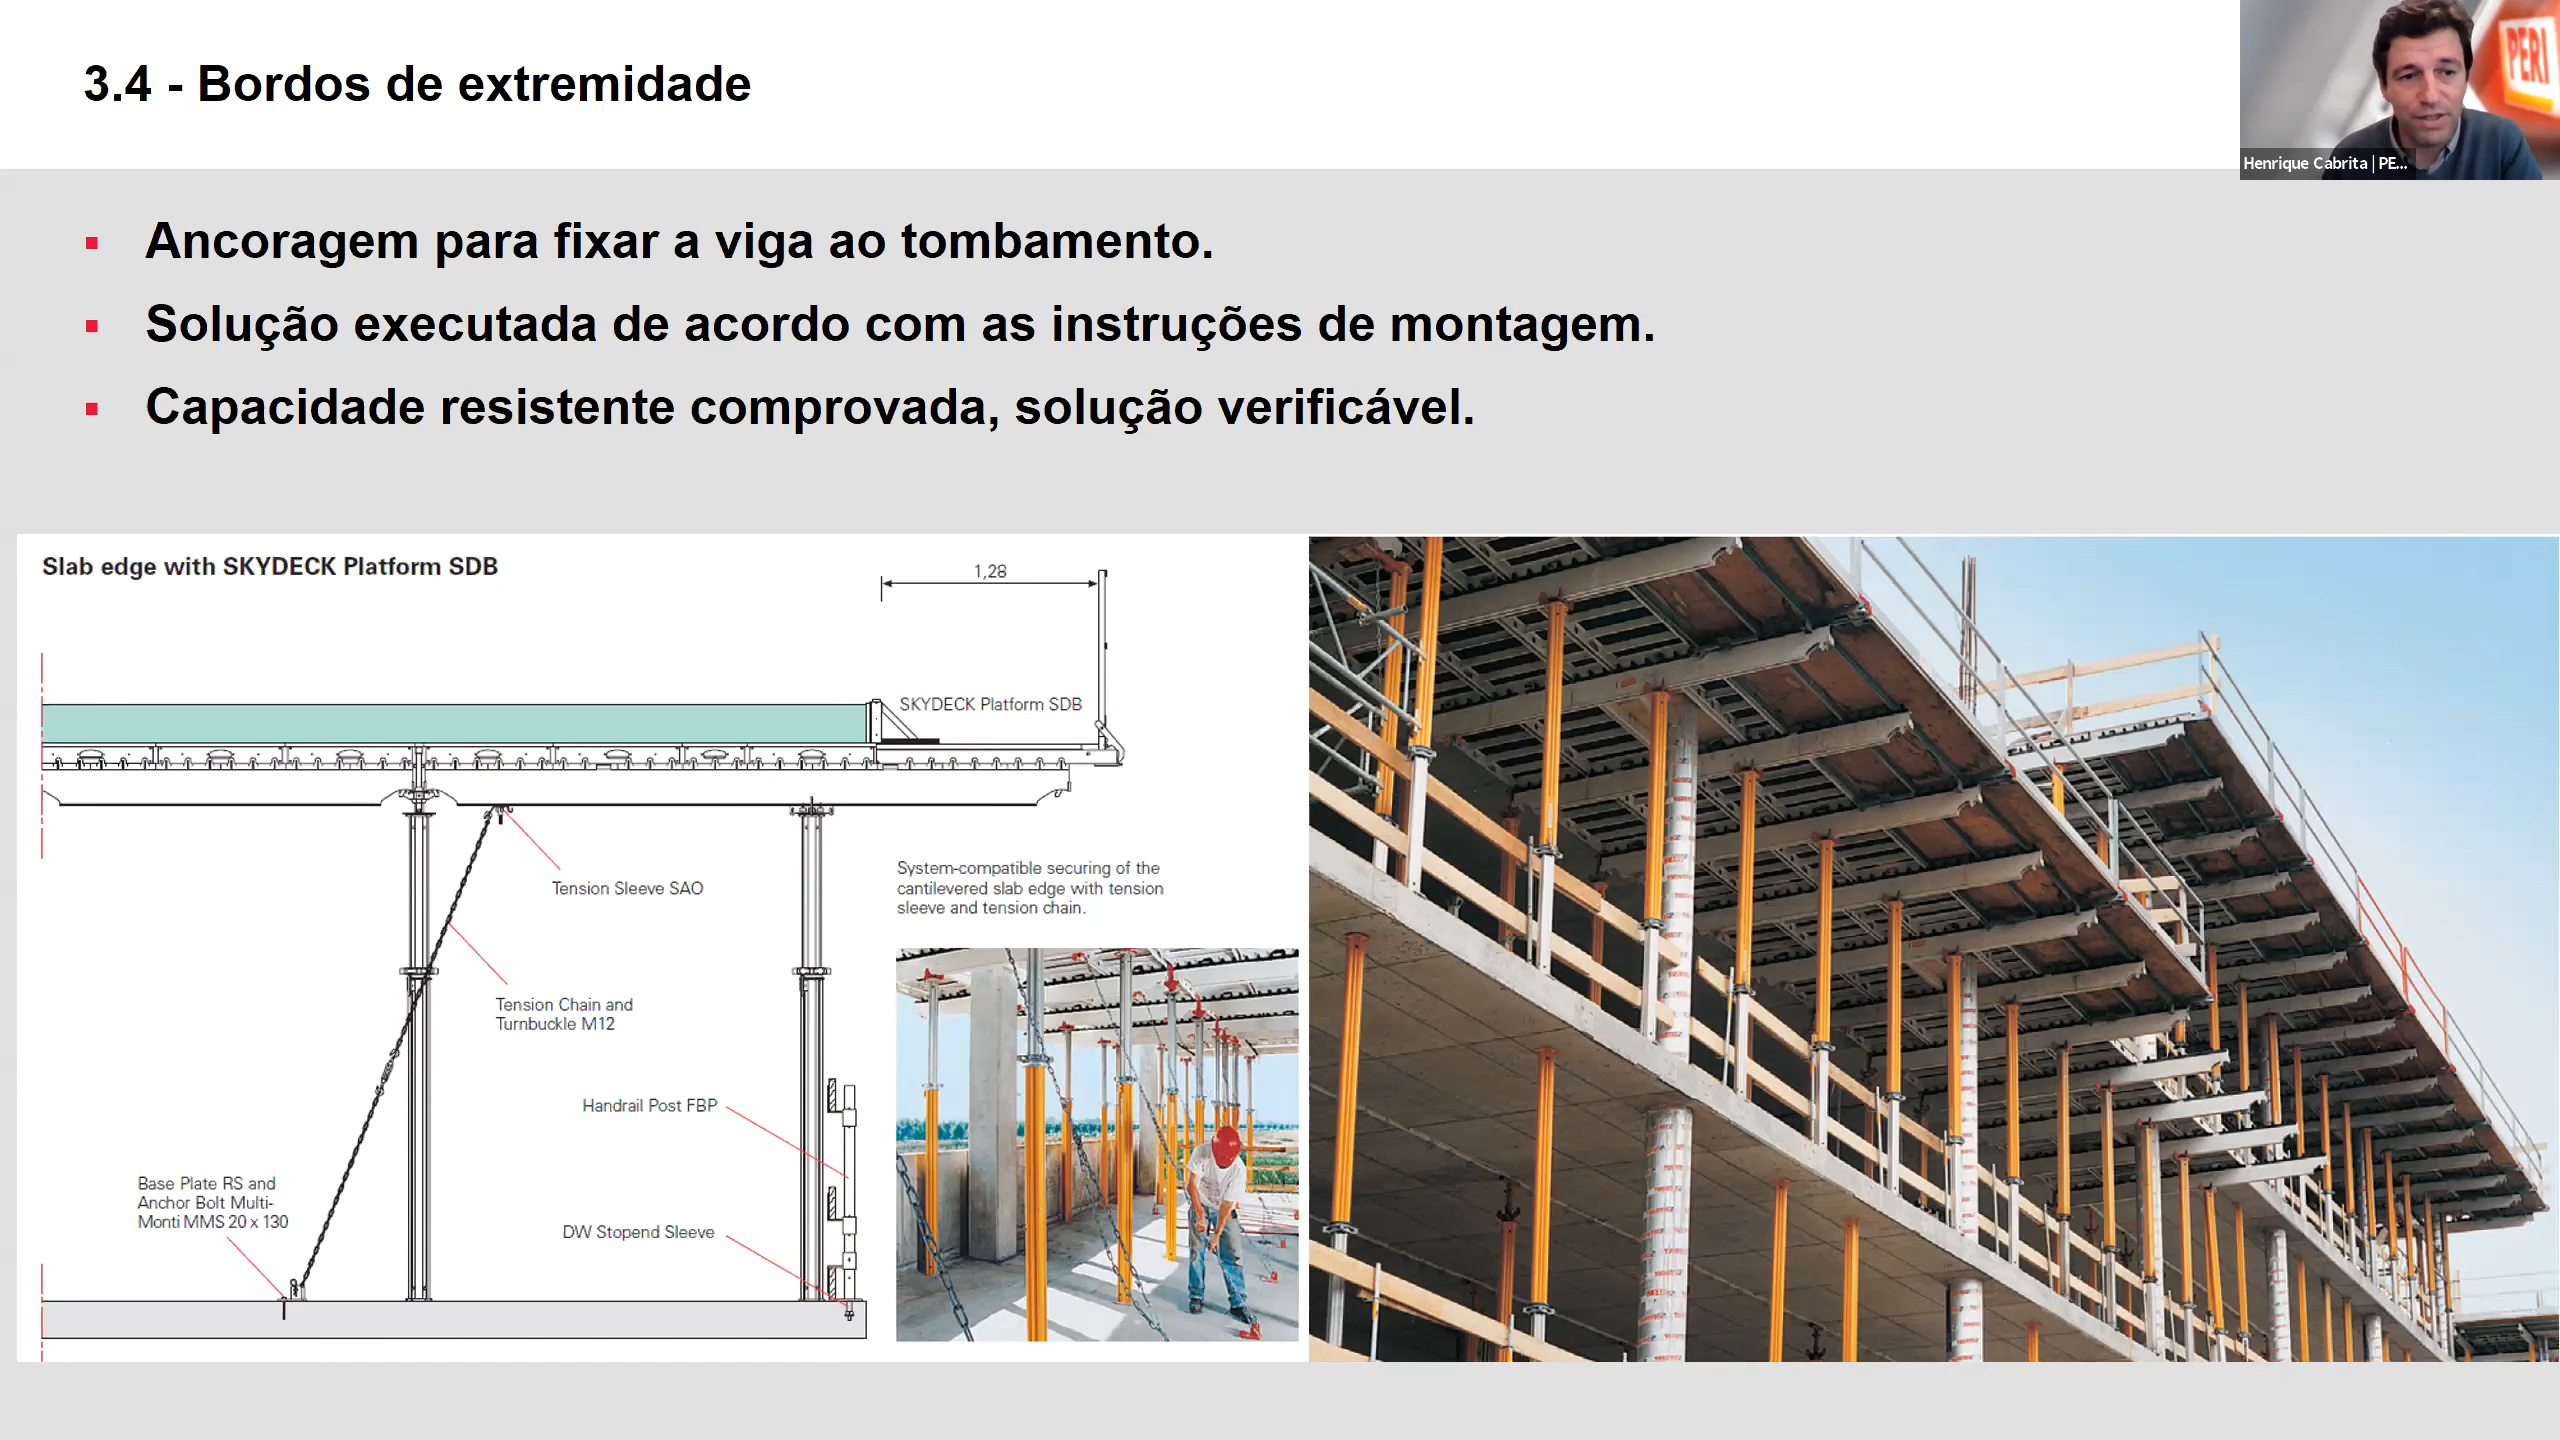 3.4 - Bordos de extremidade
PERI
Henrique Cabrita | PE...
Ancoragem para fixar a viga ao tombamento.
Solução executada de acordo com as instruções de montagem.
Capacidade resistente comprovada, solução verificável.
Slab edge with SKYDECK Platform SDB
1,28
SKYDECK Platform SDB
Tension Sleeve SAO
System-compatible securing of the
cantilevered slab edge with tension
sleeve and tension chain.
Tension Chain and
Turnbuckle M12
Handrail Post FBP
Base Plate RS and
Anchor Bolt Multi-
Monti MMS 20 x 130
DW Stopend Sleeve